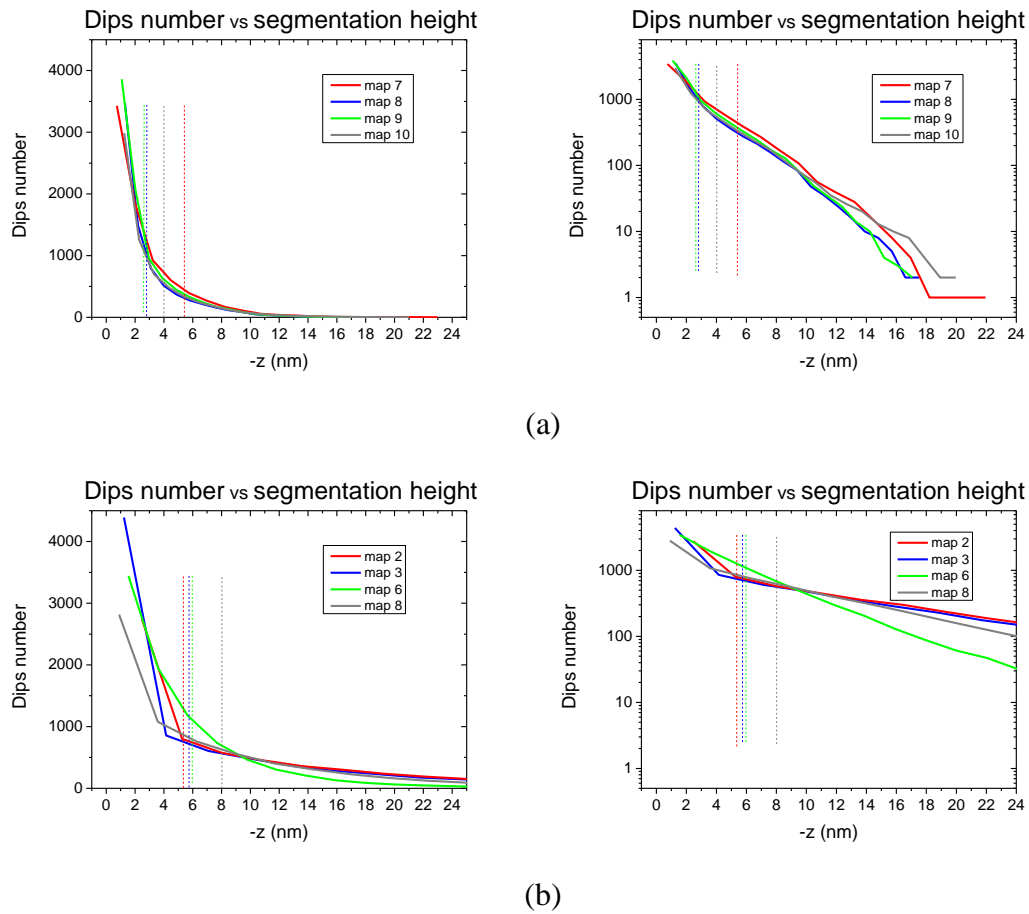 Dips number vs segmentation height
4000
3000
2000
1000
0
Dips number
0 2 4 6 8 10 12 14 16 18 20 22 24
-z (nm)
map 7
map 8
map 9
map 10
Dips number vs segmentation height
1000
100
10
1
Dips number
0 2 4 6 8 10 12 14 16 18 20 22 24
-z (nm)
map 7
map 8
map 9
map 10
(a)
Dips number vs segmentation height
4000
3000
2000
1000
0
Dips number
0 2 4 6 8 10 12 14 16 18 20 22 24
-z (nm)
map 2
map 3
map 6
map 8
Dips number vs segmentation height
1000
100
10
1
Dips number
0 2 4 6 8 10 12 14 16 18 20 22 24
-z (nm)
map 2
map 3
map 6
map 8
(b)